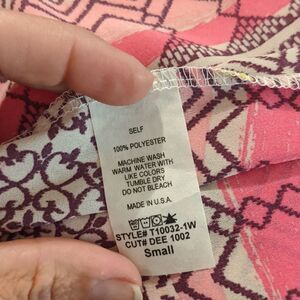 SELF
100% POLYESTER
MACHINE WASH
WARM WATER WITH
LIKE COLORS
TUMBLE DRY
DO NOT BLEACH
MADE IN U.S.A.
STYLE# T10032-1W
CUT# DEE 1002
Small